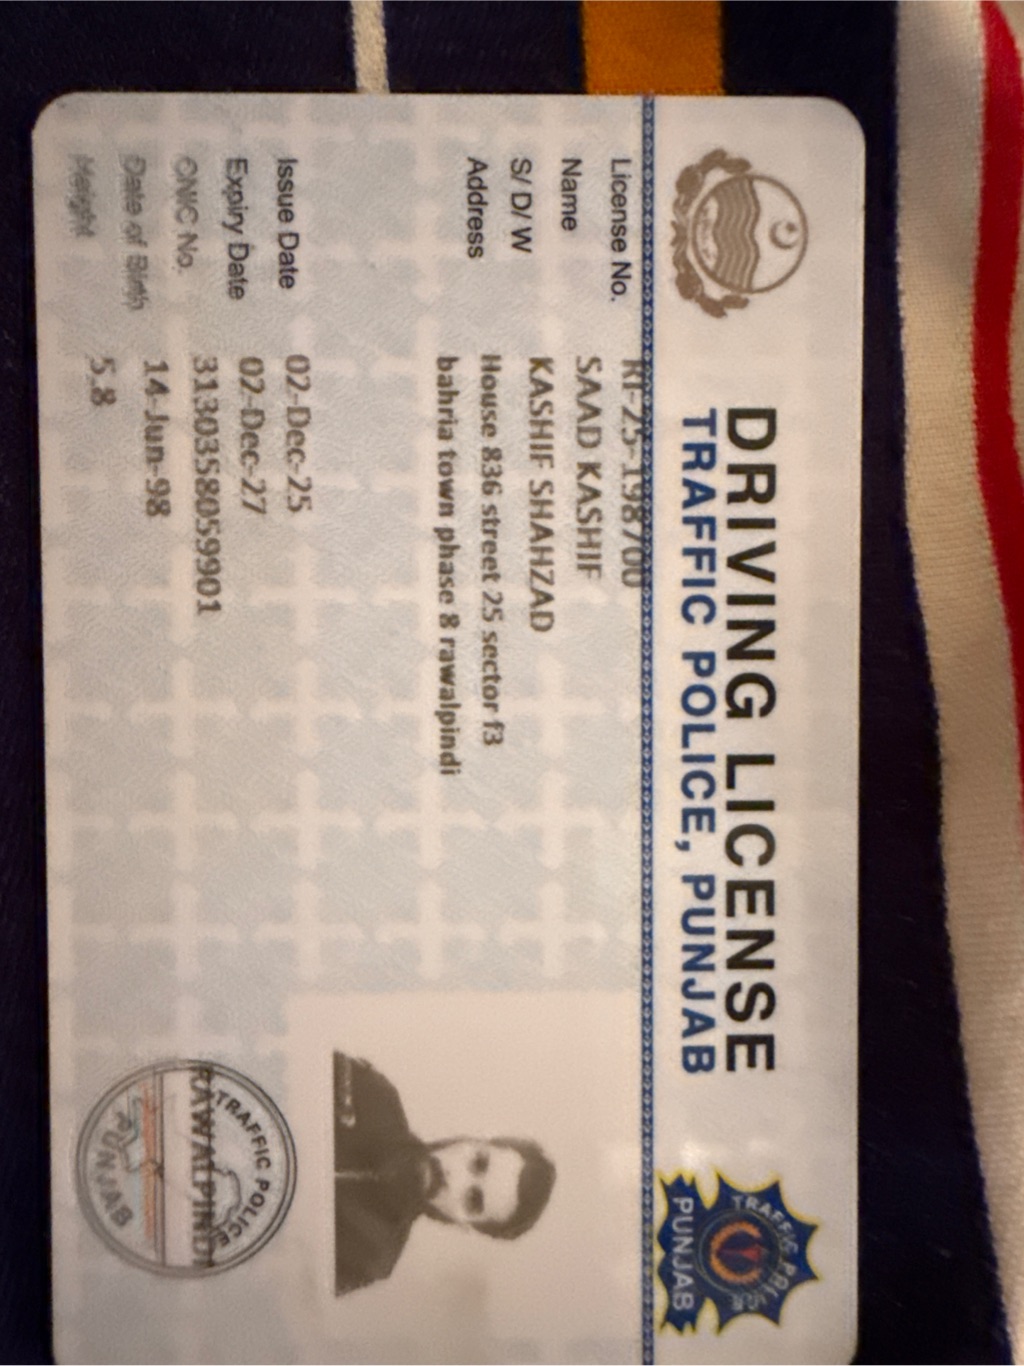 DRIVING LICENSE
TRAFFIC POLICE, PUNJAB
TRAFFIC POLICE
PUNJAB
License No. RI-25-198700
Name SAAD KASHIF
S/ D/ W KASHIF SHAHZAD
Address House 836 street 25 sector f3
bahria town phase 8 rawalpindi
Issue Date 02-Dec-25
Expiry Date 02-Dec-27
CNIC No. 3130358059901
Date of Birth 14-Jun-98
Height 5.8
TRAFFIC POLICE
RAWALPINDI
PUNJAB